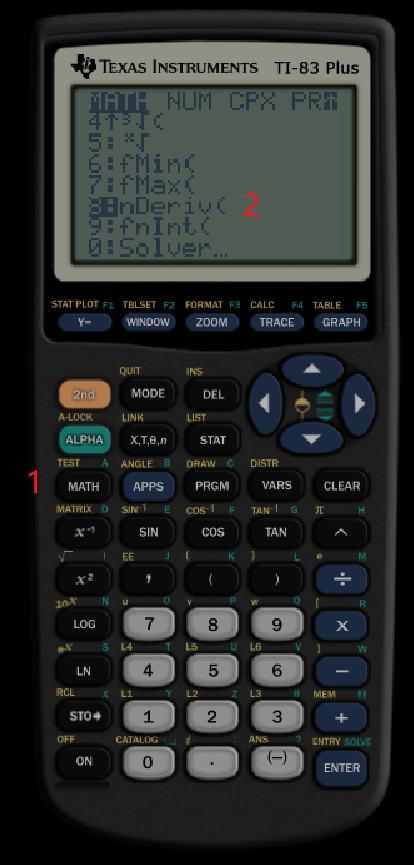 TEXAS INSTRUMENTS TI-83 Plus
MATH NUM CPX PRB
4↑³√(
5:ˣ√
6:fMin(
7:fMax(
8:nDeriv( 2
9:fnInt(
0:Solver…
STAT PLOT F1 TBLSET F2 FORMAT F3 CALC F4 TABLE F5
Y= WINDOW ZOOM TRACE GRAPH
QUIT INS
2nd MODE DEL
A-LOCK LINK LIST
ALPHA X,T,θ,n STAT
TEST A ANGLE B DRAW C DISTR
1 MATH APPS PRGM VARS CLEAR
MATRIX D SIN⁻¹ E COS⁻¹ F TAN⁻¹ G π H
x⁻¹ SIN COS TAN ^
√ I EE J { K } L e M
x² , ( ) ÷
10ˣ N u O v P w Q [ R
LOG 7 8 9 x
eˣ S L4 T L5 U L6 V ] W
LN 4 5 6 −
RCL X L1 Y L2 Z L3 θ MEM "
STO➔ 1 2 3 +
OFF CATALOG i : ANS ? ENTRY SOLVE
ON 0 . (−) ENTER